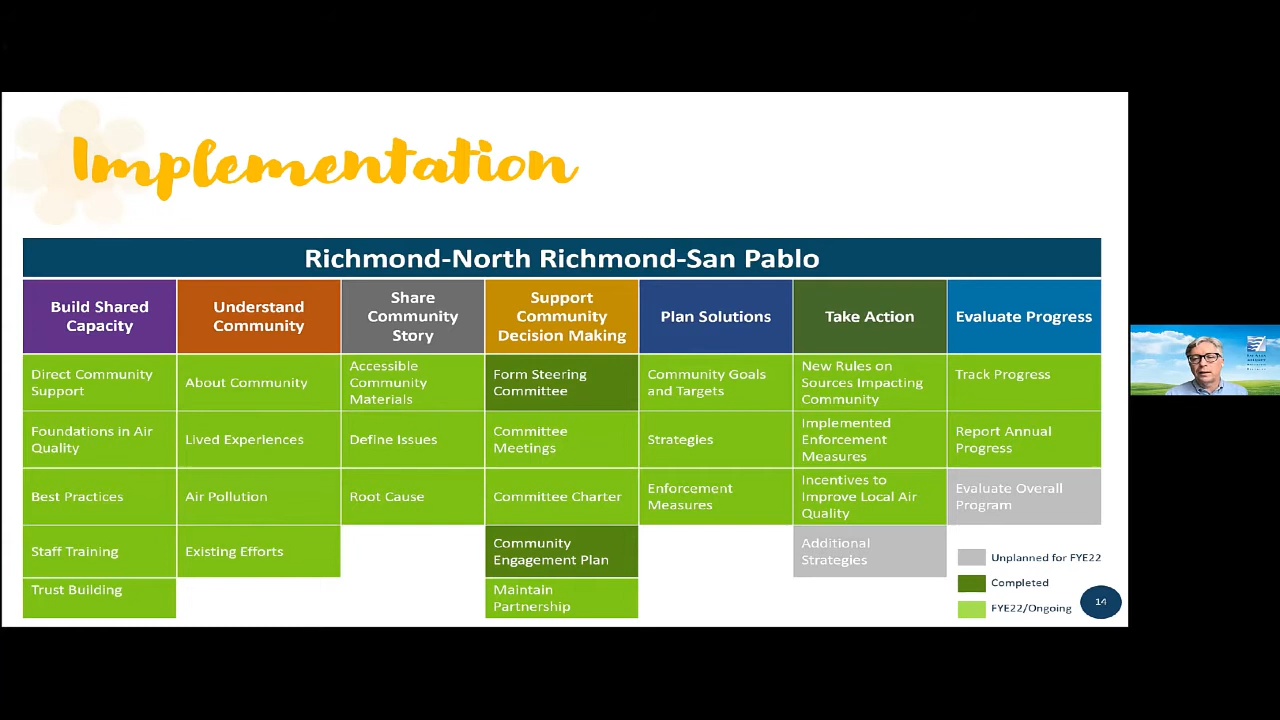 Implementation
Richmond-North Richmond-San Pablo
Build Shared
Capacity
Understand
Community
Share
Community
Story
Support
Community
Decision Making
Plan Solutions
Take Action
Evaluate Progress
Direct Community
Support
About Community
Accessible
Community
Materials
Form Steering
Committee
Community Goals
and Targets
New Rules on
Sources Impacting
Community
Track Progress
Foundations in Air
Quality
Lived Experiences
Define Issues
Committee
Meetings
Strategies
Implemented
Enforcement
Measures
Report Annual
Progress
Best Practices
Air Pollution
Root Cause
Committee Charter
Enforcement
Measures
Incentives to
Improve Local Air
Quality
Evaluate Overall
Program
Staff Training
Existing Efforts
Community
Engagement Plan
Additional
Strategies
Trust Building
Maintain
Partnership
Unplanned for FYE22
Completed
FYE22/Ongoing
14